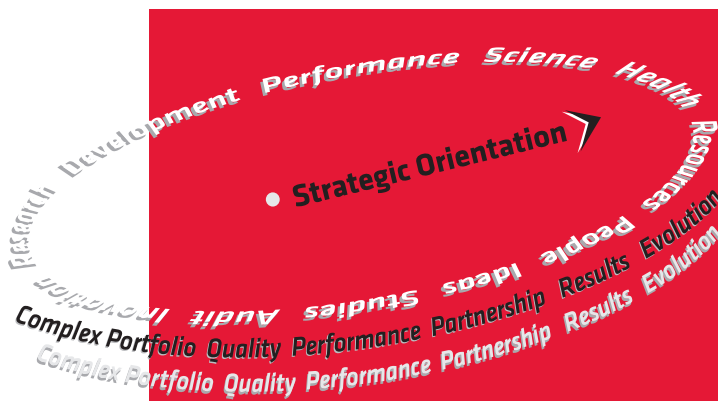 Research Development Performance Science Health Resources People Ideas Studies Audit Innovation
Strategic Orientation
Complex Portfolio Quality Performance Partnership Results Evolution
Complex Portfolio Quality Performance Partnership Results Evolution